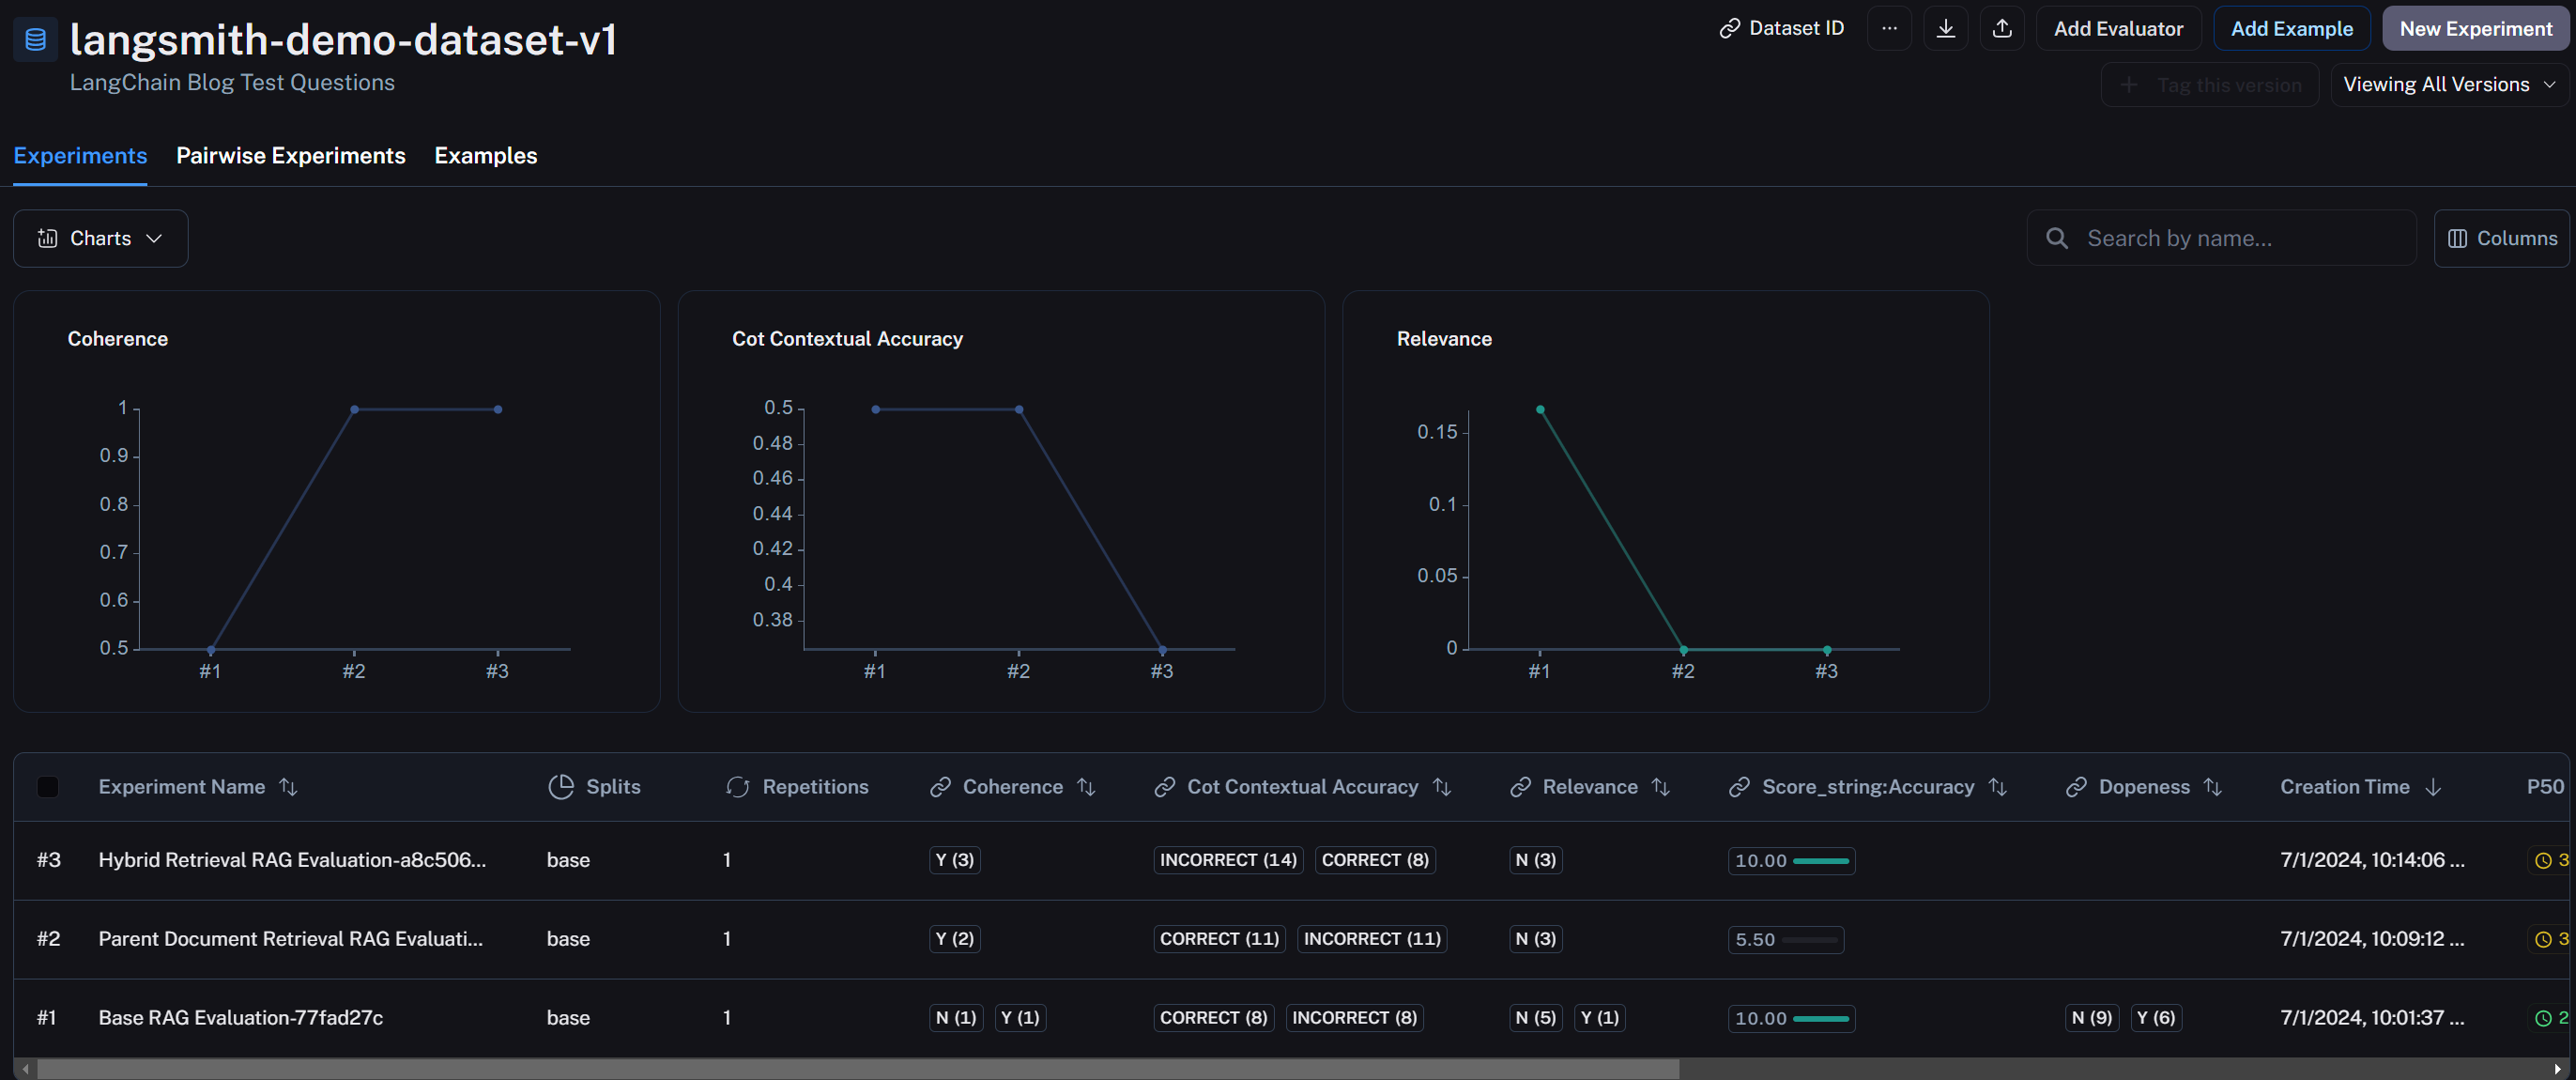 langsmith-demo-dataset-v1
LangChain Blog Test Questions
Dataset ID
Add Evaluator
Add Example
New Experiment
Tag this version
Viewing All Versions
Experiments
Pairwise Experiments
Examples
Charts
Search by name...
Columns
Coherence
1
0.9
0.8
0.7
0.6
0.5
#1 #2 #3
Cot Contextual Accuracy
0.5
0.48
0.46
0.44
0.42
0.4
0.38
#1 #2 #3
Relevance
0.15
0.1
0.05
0
#1 #2 #3
Experiment Name Splits Repetitions Coherence Cot Contextual Accuracy Relevance Score_string:Accuracy Dopeness Creation Time P50
#3 Hybrid Retrieval RAG Evaluation-a8c506... base 1 Y (3) INCORRECT (14) CORRECT (8) N (3) 10.00 7/1/2024, 10:14:06 ... 3
#2 Parent Document Retrieval RAG Evaluati... base 1 Y (2) CORRECT (11) INCORRECT (11) N (3) 5.50 7/1/2024, 10:09:12 ... 3
#1 Base RAG Evaluation-77fad27c base 1 N (1) Y (1) CORRECT (8) INCORRECT (8) N (5) Y (1) 10.00 N (9) Y (6) 7/1/2024, 10:01:37 ... 2